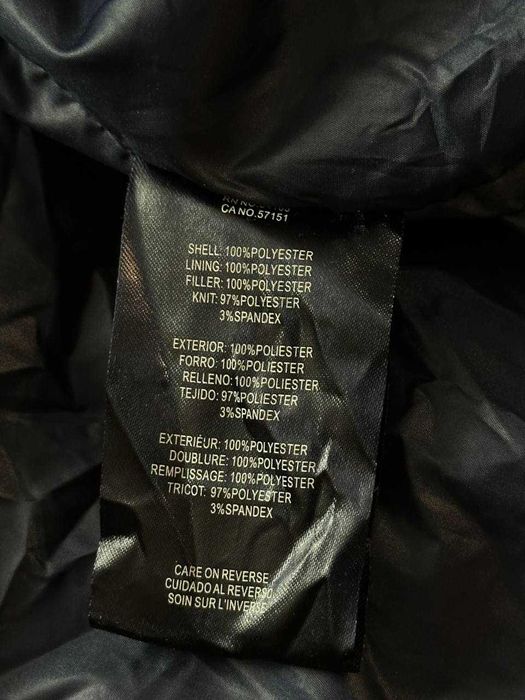 CA NO.57151
SHELL: 100%POLYESTER
LINING: 100%POLYESTER
FILLER: 100%POLYESTER
KNIT: 97%POLYESTER
3%SPANDEX
EXTERIOR: 100%POLIESTER
FORRO: 100%POLIESTER
RELLENO:100%POLIESTER
TEJIDO: 97%POLIESTER
3%SPANDEX
EXTERIEUR: 100%POLYESTER
DOUBLURE: 100%POLYESTER
REMPLISSAGE: 100%POLYESTER
TRICOT: 97%POLYESTER
3%SPANDEX
CARE ON REVERSE
CUIDADO AL REVERSO
SOIN SUR L'INVERSE